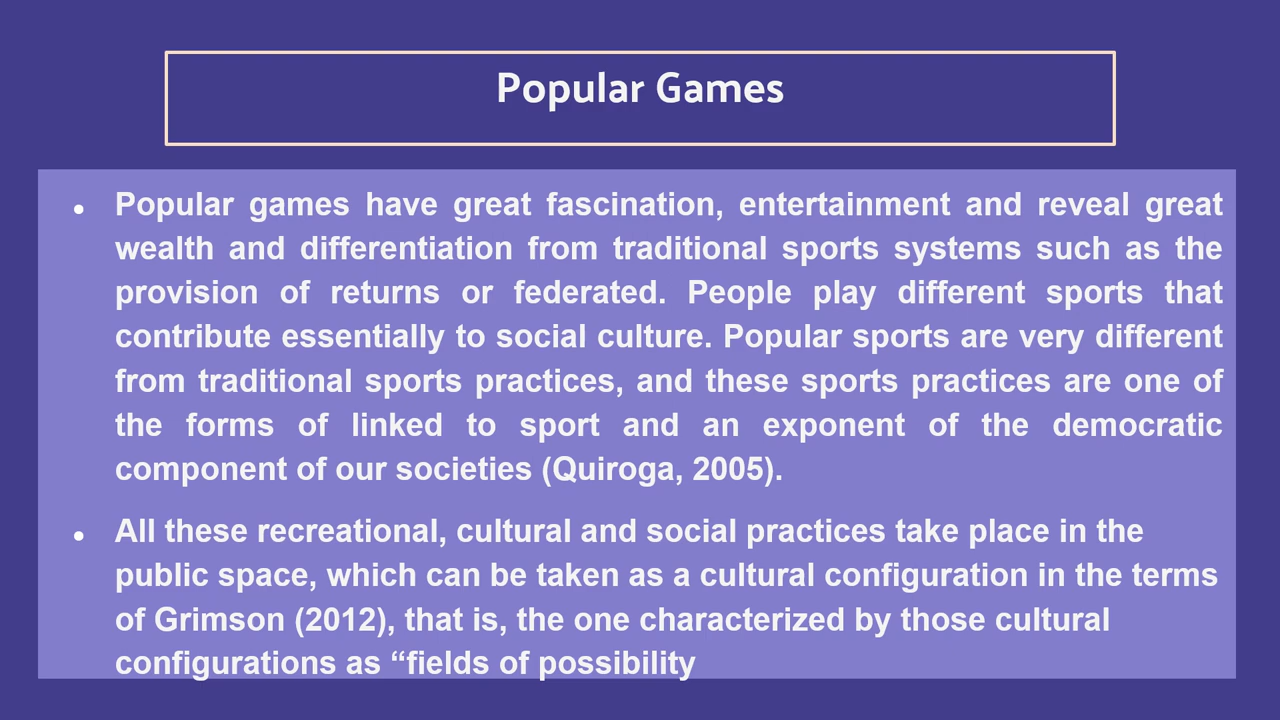 Popular Games
• Popular games have great fascination, entertainment and reveal great
wealth and differentiation from traditional sports systems such as the
provision of returns or federated. People play different sports that
contribute essentially to social culture. Popular sports are very different
from traditional sports practices, and these sports practices are one of
the forms of linked to sport and an exponent of the democratic
component of our societies (Quiroga, 2005).
• All these recreational, cultural and social practices take place in the
public space, which can be taken as a cultural configuration in the terms
of Grimson (2012), that is, the one characterized by those cultural
configurations as “fields of possibility